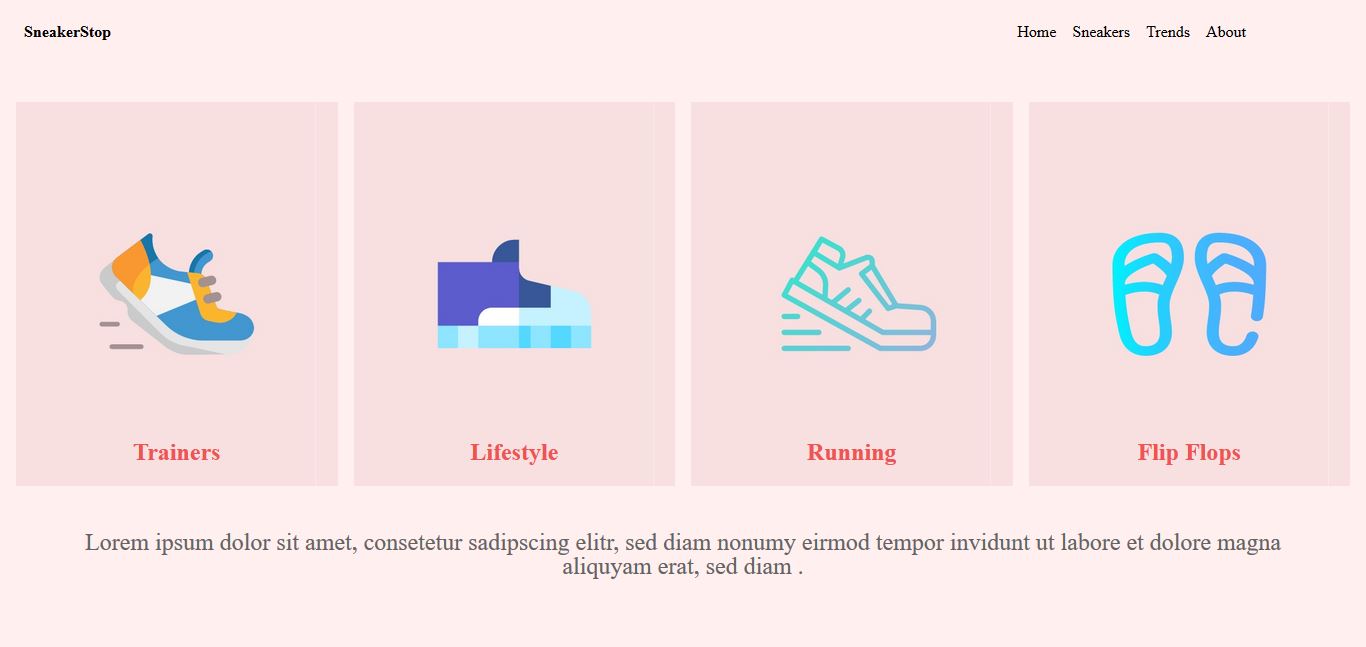 SneakerStop
Home Sneakers Trends About
Trainers
Lifestyle
Running
Flip Flops
Lorem ipsum dolor sit amet, consetetur sadipscing elitr, sed diam nonumy eirmod tempor invidunt ut labore et dolore magna
aliquyam erat, sed diam .